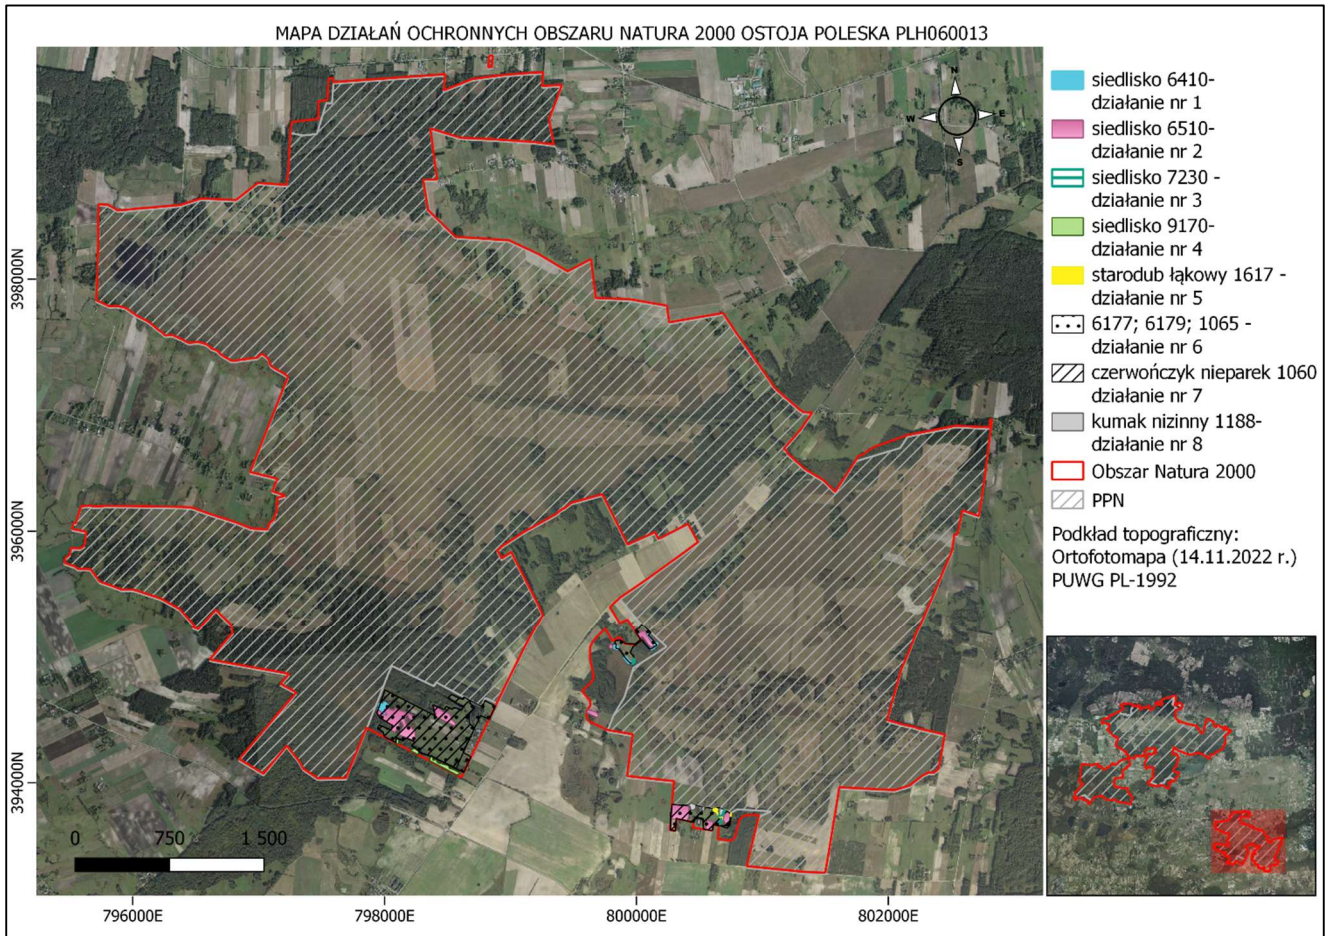 MAPA DZIAŁAŃ OCHRONNYCH OBSZARU NATURA 2000 OSTOJA POLESKA PLH060013
N
W
E
S
siedlisko 6410-
działanie nr 1
siedlisko 6510-
działanie nr 2
siedlisko 7230 -
działanie nr 3
siedlisko 9170-
działanie nr 4
starodub łąkowy 1617 -
działanie nr 5
6177; 6179; 1065 -
działanie nr 6
czerwończyk nieparek 1060
działanie nr 7
kumak nizinny 1188-
działanie nr 8
Obszar Natura 2000
PPN
Podkład topograficzny:
Ortofotomapa (14.11.2022 r.)
PUWG PL-1992
398000N
396000N
394000N
0 750 1 500
796000E 798000E 800000E 802000E